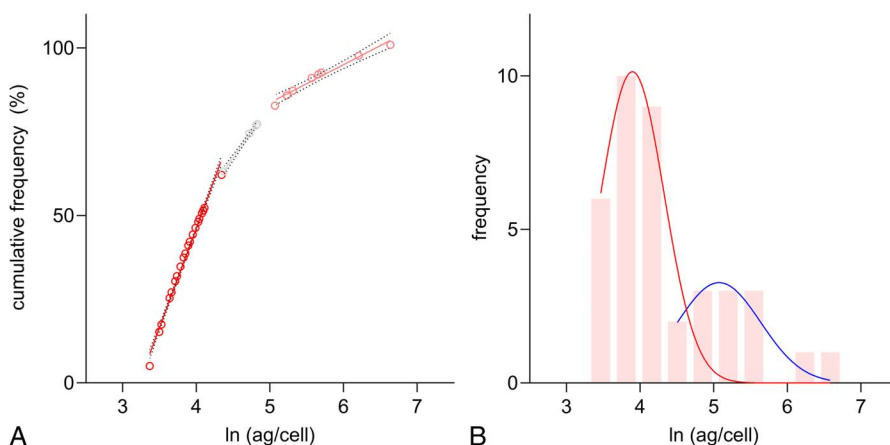 100
50
0
cumulative frequency (%)
3 4 5 6 7
ln (ag/cell)
A
10
5
0
frequency
3 4 5 6 7
ln (ag/cell)
B